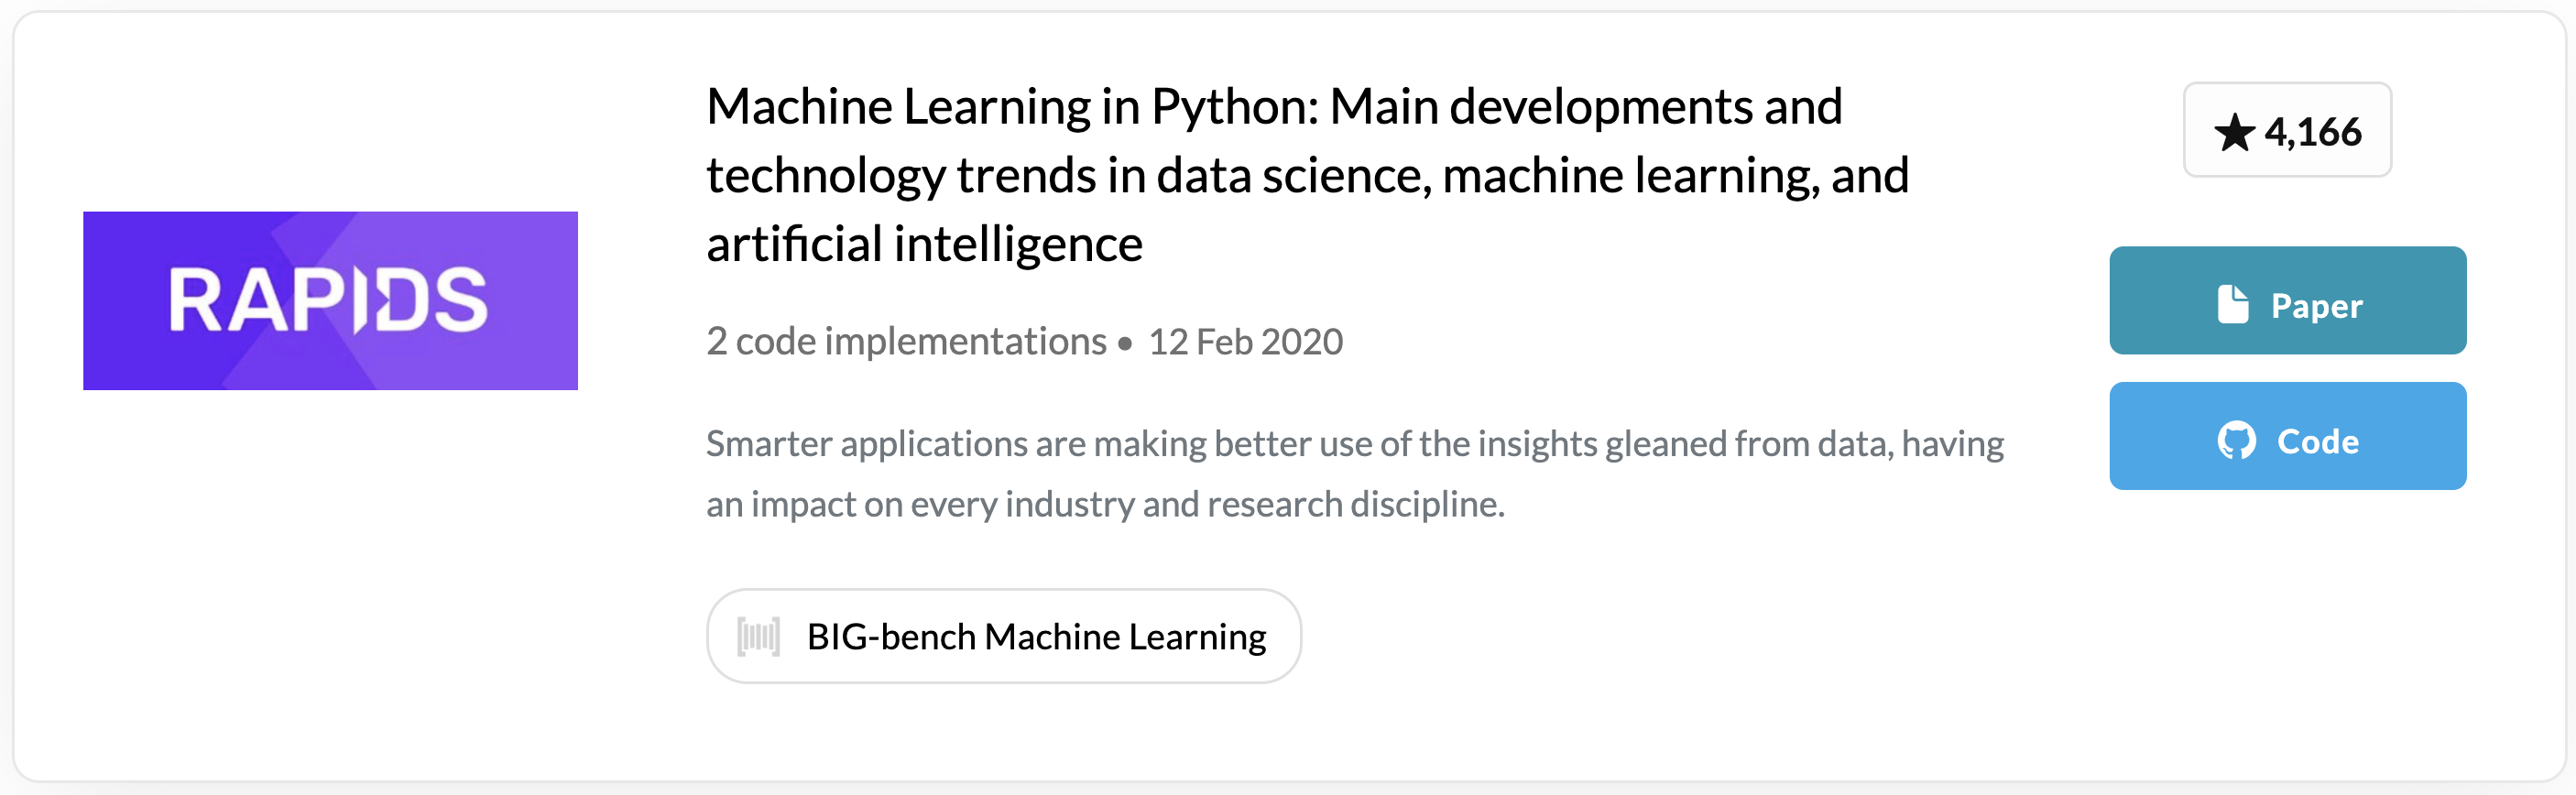 RAPIDS
Machine Learning in Python: Main developments and
technology trends in data science, machine learning, and
artificial intelligence
2 code implementations • 12 Feb 2020
Smarter applications are making better use of the insights gleaned from data, having
an impact on every industry and research discipline.
BIG-bench Machine Learning
★ 4,166
Paper
Code